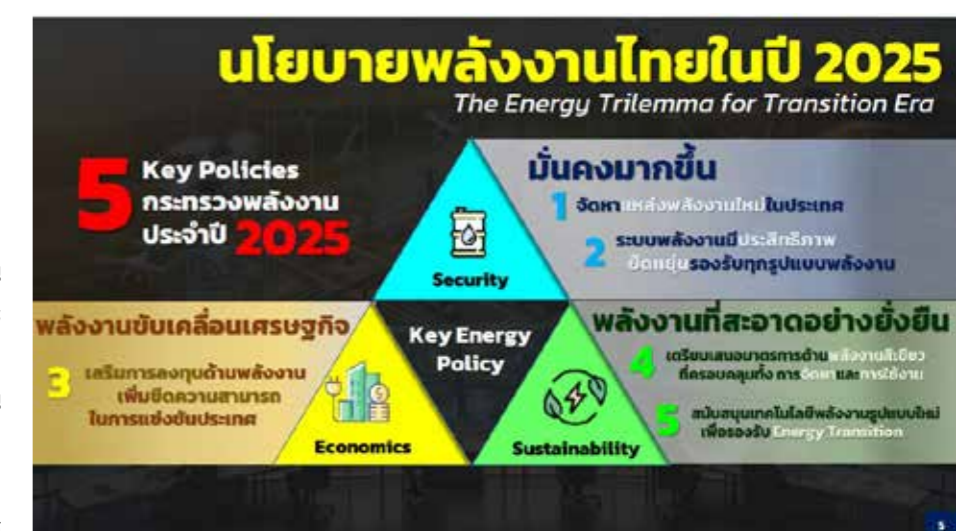 นโยบายพลังงานไทยในปี 2025
The Energy Trilemma for Transition Era
5
Key Policies
กระทรวงพลังงาน
ประจำปี 2025
Security
มั่นคงมากขึ้น
1 จัดหาแหล่งพลังงานใหม่ในประเทศ
2 ระบบพลังงานมีประสิทธิภาพ
ยืดหยุ่นรองรับทุกรูปแบบพลังงาน
พลังงานขับเคลื่อนเศรษฐกิจ
3 เสริมการลงทุนด้านพลังงาน
เพิ่มขีดความสามารถ
ในการแข่งขันประเทศ
Economics
Key Energy
Policy
Sustainability
พลังงานที่สะอาดอย่างยั่งยืน
4 เตรียมเสนอมาตรการด้านพลังงานสีเขียว
ที่ครอบคลุมทั้ง การจัดหาและการใช้งาน
5 สนับสนุนเทคโนโลยีพลังงานรูปแบบใหม่
เพื่อรองรับ Energy Transition
5